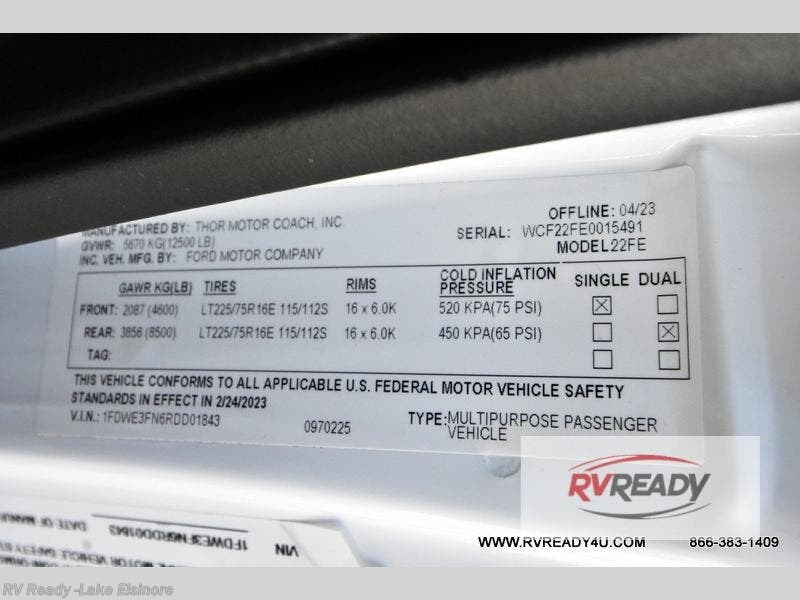 MANUFACTURED BY: THOR MOTOR COACH, INC.
OFFLINE: 04/23
GVWR: 5670 KG(12500 LB)
SERIAL: WCF22FE0015491
INC. VEH. MFG. BY: FORD MOTOR COMPANY
MODEL22FE
GAWR KG(LB) TIRES RIMS COLD INFLATION PRESSURE SINGLE DUAL
FRONT: 2087 (4600) LT225/75R16E 115/112S 16 x 6.0K 520 KPA(75 PSI)
REAR: 3856 (8500) LT225/75R16E 115/112S 16 x 6.0K 450 KPA(65 PSI)
TAG:
THIS VEHICLE CONFORMS TO ALL APPLICABLE U.S. FEDERAL MOTOR VEHICLE SAFETY
STANDARDS IN EFFECT IN 2/24/2023
V.I.N.: 1FDWE3FN6RDD01843 0970225 TYPE:MULTIPURPOSE PASSENGER
VEHICLE
VIN 1FDWE3FN6RDD01843 DATE OF MANUF
RVREADY
WWW.RVREADY4U.COM 866-383-1409
RV Ready -Lake Elsinore